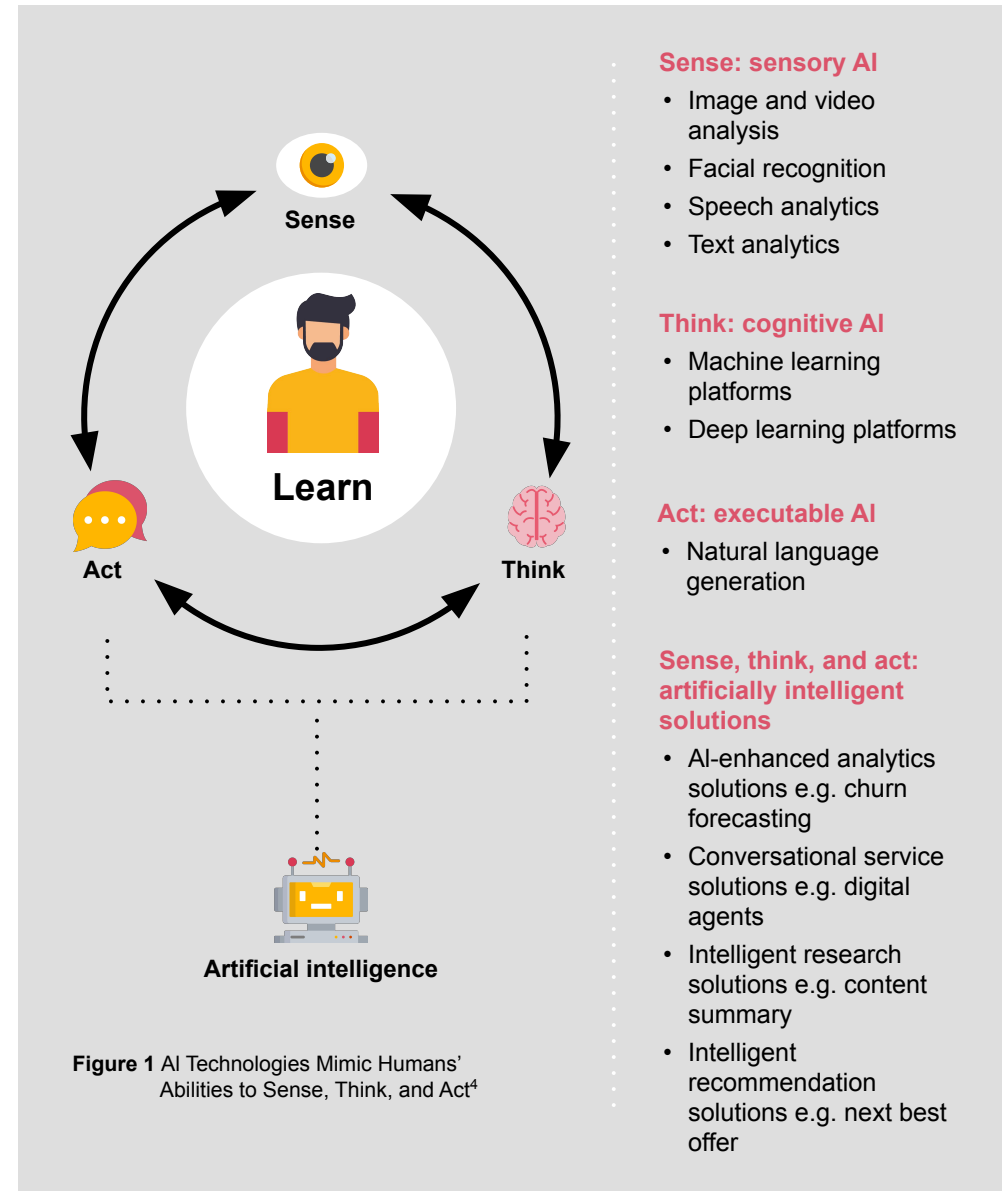 Sense
Learn
Act
Think
Artificial intelligence
Figure 1 AI Technologies Mimic Humans’
Abilities to Sense, Think, and Act⁴
Sense: sensory AI
• Image and video
analysis
• Facial recognition
• Speech analytics
• Text analytics
Think: cognitive AI
• Machine learning
platforms
• Deep learning platforms
Act: executable AI
• Natural language
generation
Sense, think, and act:
artificially intelligent
solutions
• AI-enhanced analytics
solutions e.g. churn
forecasting
• Conversational service
solutions e.g. digital
agents
• Intelligent research
solutions e.g. content
summary
• Intelligent
recommendation
solutions e.g. next best
offer